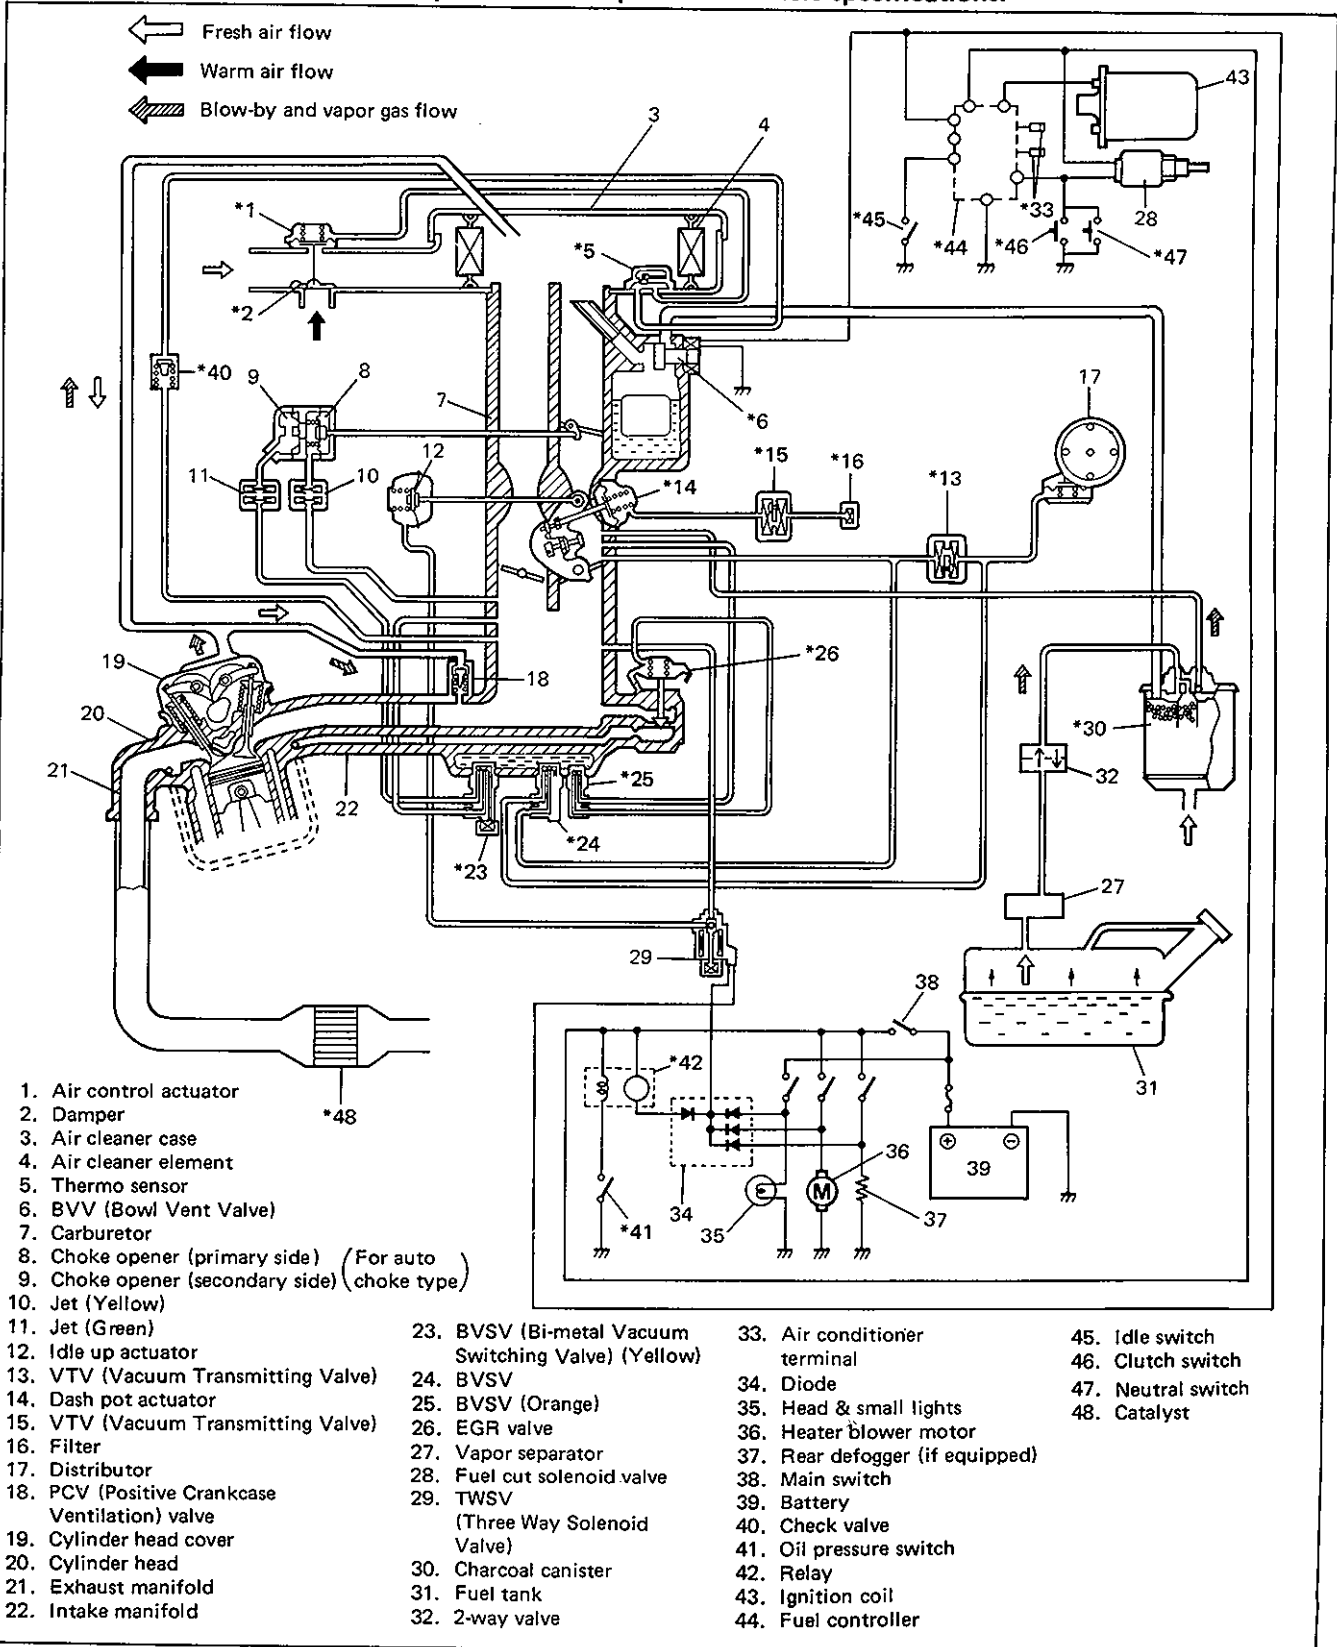 Fresh air flow
Warm air flow
Blow-by and vapor gas flow
3
4
43
*1
*45
*44
*33
*46
28
*47
*5
*2
*40
9
8
7
*6
17
12
11
10
*14
*15
*16
*13
19
18
*26
20
21
22
*25
*24
*23
*30
32
27
29
38
31
*48
*42
36
39
M
34
35
37
*41
1. Air control actuator
2. Damper
3. Air cleaner case
4. Air cleaner element
5. Thermo sensor
6. BVV (Bowl Vent Valve)
7. Carburetor
8. Choke opener (primary side) (For auto
9. Choke opener (secondary side) choke type)
10. Jet (Yellow)
11. Jet (Green)
12. Idle up actuator
13. VTV (Vacuum Transmitting Valve)
14. Dash pot actuator
15. VTV (Vacuum Transmitting Valve)
16. Filter
17. Distributor
18. PCV (Positive Crankcase
Ventilation) valve
19. Cylinder head cover
20. Cylinder head
21. Exhaust manifold
22. Intake manifold
23. BVSV (Bi-metal Vacuum
Switching Valve) (Yellow)
24. BVSV
25. BVSV (Orange)
26. EGR valve
27. Vapor separator
28. Fuel cut solenoid valve
29. TWSV
(Three Way Solenoid
Valve)
30. Charcoal canister
31. Fuel tank
32. 2-way valve
33. Air conditioner
terminal
34. Diode
35. Head & small lights
36. Heater blower motor
37. Rear defogger (if equipped)
38. Main switch
39. Battery
40. Check valve
41. Oil pressure switch
42. Relay
43. Ignition coil
44. Fuel controller
45. Idle switch
46. Clutch switch
47. Neutral switch
48. Catalyst